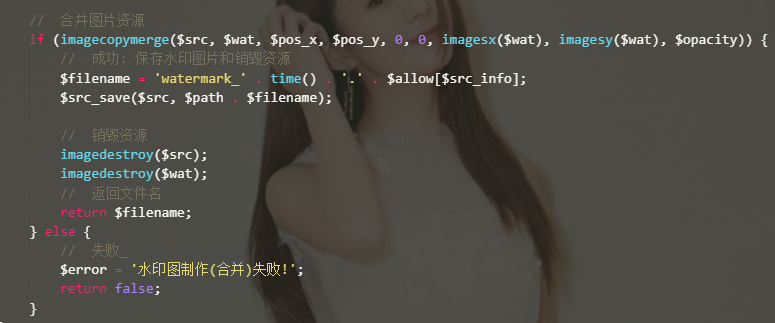 //  合并图片资源
if (imagecopymerge($src, $wat, $pos_x, $pos_y, 0, 0, imagesx($wat), imagesy($wat), $opacity)) {
    //  成功: 保存水印图片和销毁资源
    $filename = 'watermark_' . time() . '.' . $allow[$src_info];
    $src_save($src, $path . $filename);

    //  销毁资源
    imagedestroy($src);
    imagedestroy($wat);
    //  返回文件名
    return $filename;
} else {
    //  失败_
    $error = '水印图制作(合并)失败!';
    return false;
}